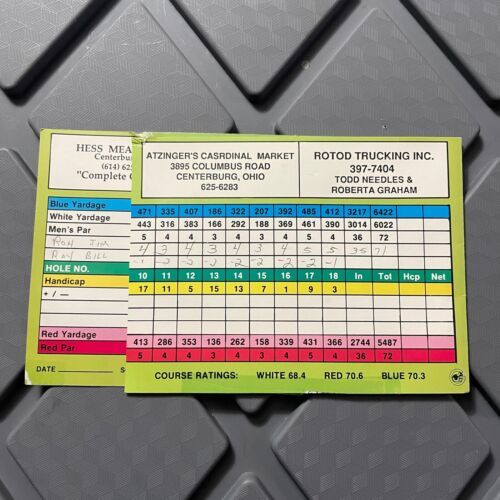 HESS MEA
Centerbu
(614) 625
"Complete C
ATZINGER'S CASRDINAL MARKET
3895 COLUMBUS ROAD
CENTERBURG, OHIO
625-6283
ROTOD TRUCKING INC.
397-7404
TODD NEEDLES &
ROBERTA GRAHAM
Blue Yardage 471 335 407 186 322 207 392 485 412 3217 6422
White Yardage 443 316 383 166 292 188 369 461 390 3014 6022
Men's Par 5 4 4 3 4 3 4 5 4 36 72
RON JIM 4 3 3 4 3 4 5 5 35 71
RAY BILL -1 -2 -2 -2 -2 -2 -2 -1
HOLE NO. 10 11 12 13 14 15 16 17 18 In Tot Hcp Net
Handicap 17 11 5 15 13 7 1 9 3
+ / −
Red Yardage 413 286 353 136 262 158 339 431 366 2744 5487
Red Par 5 4 4 3 4 3 4 5 4 36 72
DATE
COURSE RATINGS: WHITE 68.4 RED 70.6 BLUE 70.3